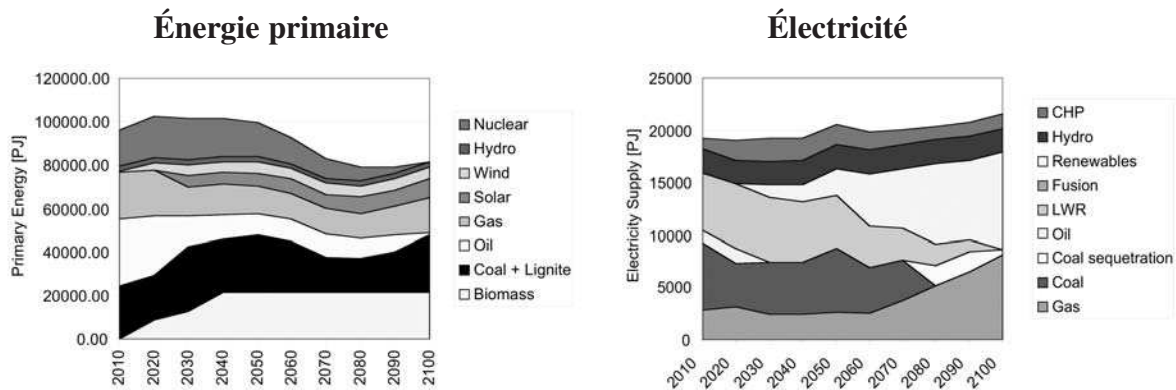 Énergie primaire
Primary Energy [PJ]
120000.00
100000.00
80000.00
60000.00
40000.00
20000.00
0.00
2010
2020
2030
2040
2050
2060
2070
2080
2090
2100
Nuclear
Hydro
Wind
Solar
Gas
Oil
Coal + Lignite
Biomass
Électricité
Electricity Supply [PJ]
25000
20000
15000
10000
5000
0
2010
2020
2030
2040
2050
2060
2070
2080
2090
2100
CHP
Hydro
Renewables
Fusion
LWR
Oil
Coal sequetration
Coal
Gas